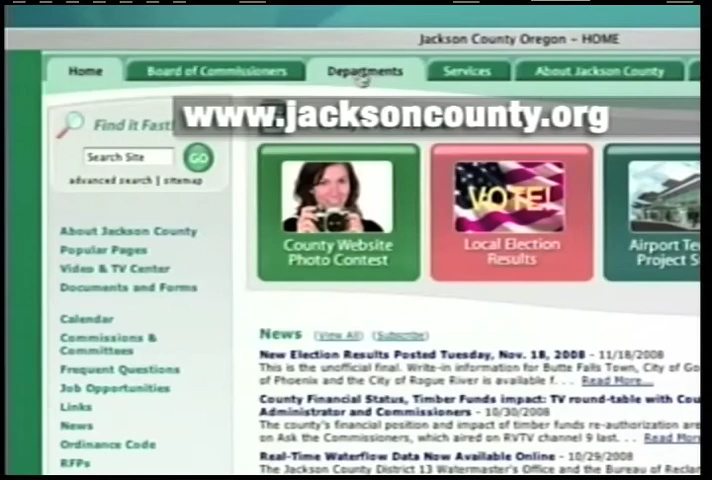 Jackson County Oregon - HOME
Home
Board of Commissioners
Departments
Services
About Jackson County
www.jacksoncounty.org
Find it Fast!
Search Site
GO
advanced search | sitemap
About Jackson County
Popular Pages
Video & TV Center
Documents and Forms
Calendar
Commissions &
Committees
Frequent Questions
Job Opportunities
Links
News
Ordinance Code
RFPs
VOTE!
County Website
Photo Contest
Local Election
Results
Airport Te
Project S
News (View All) (Subscribe)
New Election Results Posted Tuesday, Nov. 18, 2008 - 11/18/2008
This is the unofficial final. Write-in information for Butte Falls Town, City of Go
of Phoenix and the City of Rogue River is available f. . . Read More...
County Financial Status, Timber Funds impact: TV round-table with Cou
Administrator and Commissioners - 10/30/2008
The county's financial position and impact of timber funds re-authorization are
on Ask the Commissioners, which aired on RVTV channel 9 last. . . Read Mor
Real-Time Waterflow Data Now Available Online - 10/29/2008
The Jackson County District 13 Watermaster's Office and the Bureau of Reclar